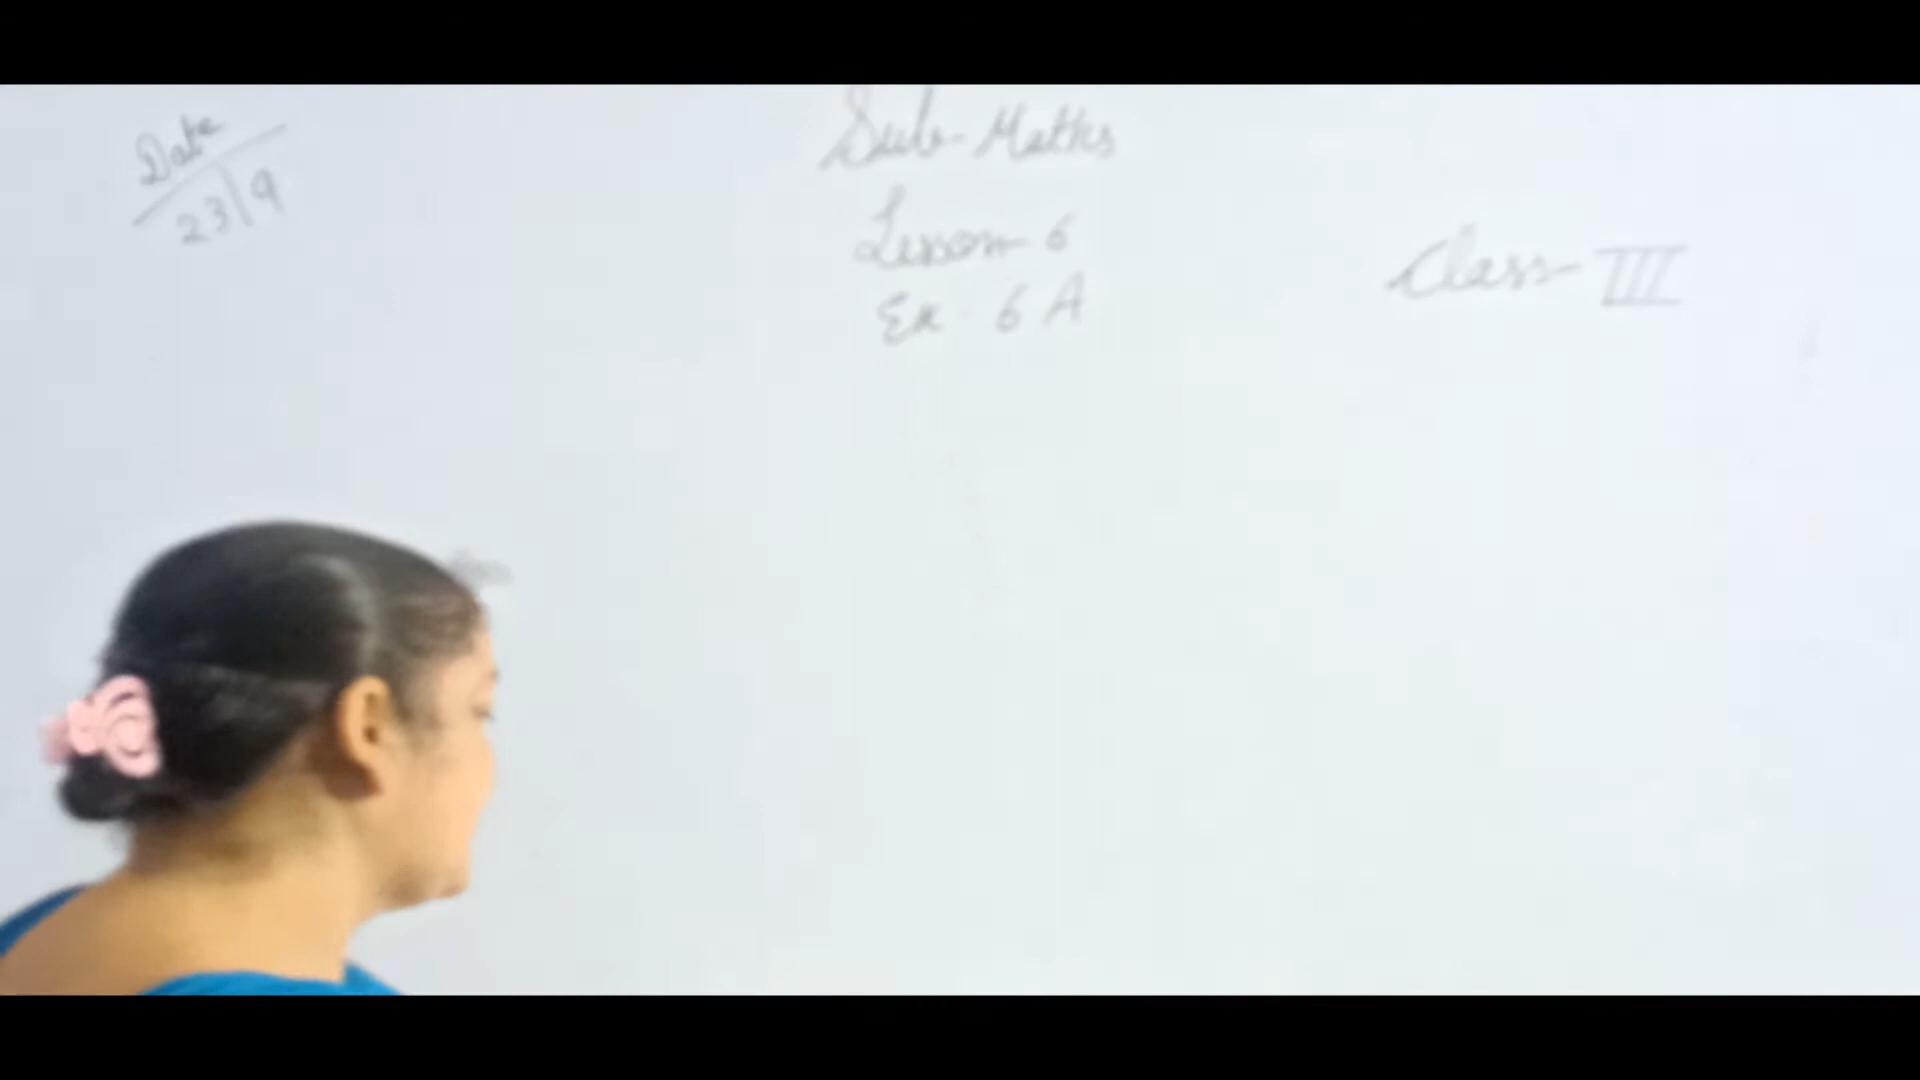 Date
23/9
Sub-Maths
Lesson-6
Ex. 6 A
Class-III